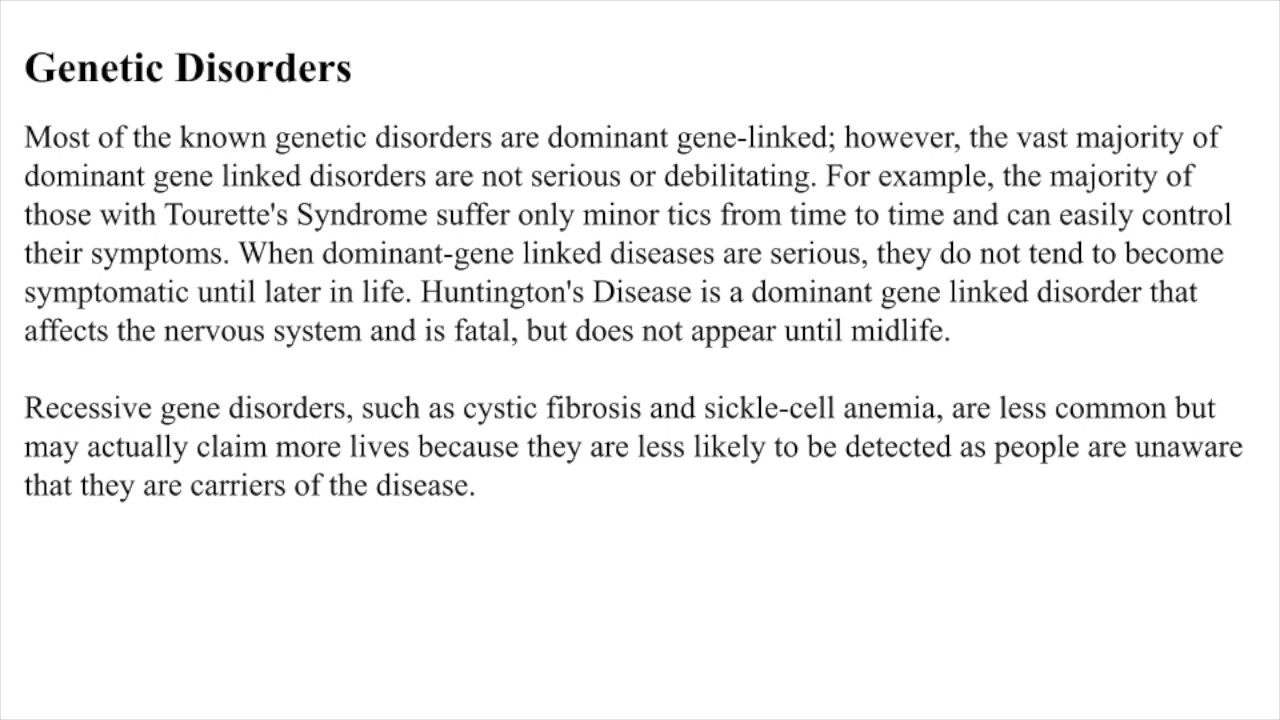 Genetic Disorders
Most of the known genetic disorders are dominant gene-linked; however, the vast majority of
dominant gene linked disorders are not serious or debilitating. For example, the majority of
those with Tourette's Syndrome suffer only minor tics from time to time and can easily control
their symptoms. When dominant-gene linked diseases are serious, they do not tend to become
symptomatic until later in life. Huntington's Disease is a dominant gene linked disorder that
affects the nervous system and is fatal, but does not appear until midlife.
Recessive gene disorders, such as cystic fibrosis and sickle-cell anemia, are less common but
may actually claim more lives because they are less likely to be detected as people are unaware
that they are carriers of the disease.